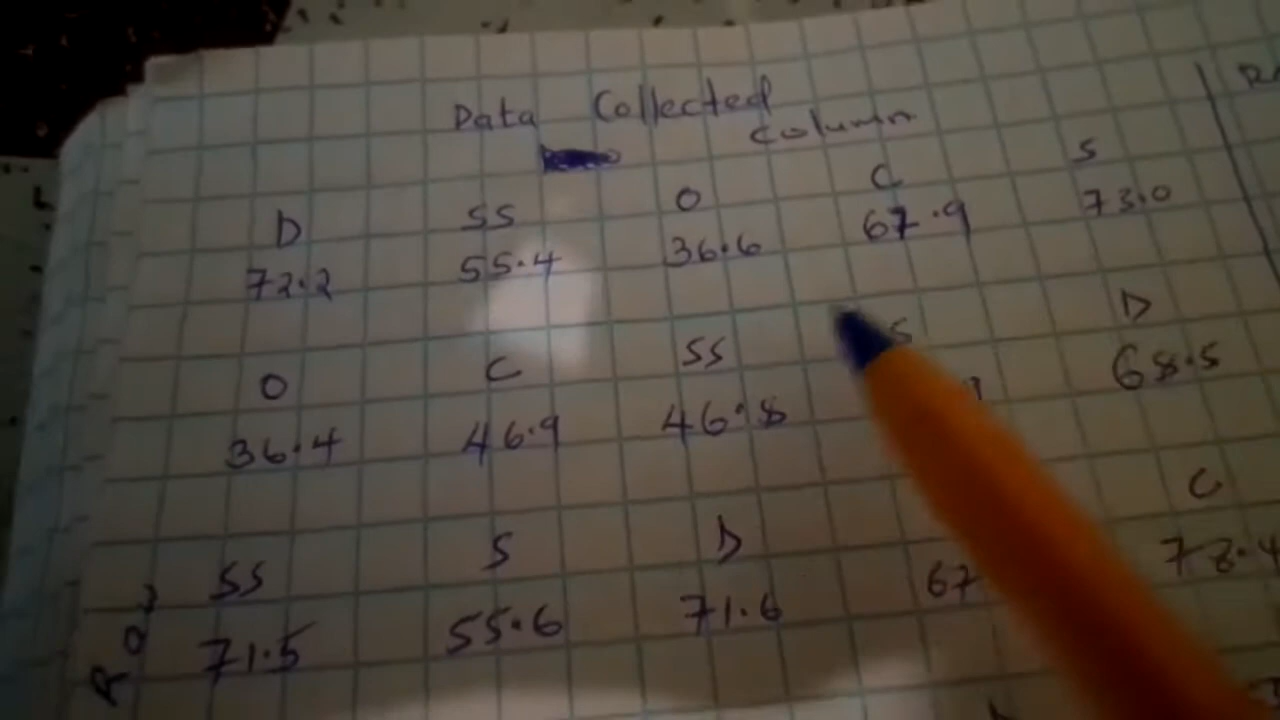 Data Collected
Column
D SS O C S
72.2 55.4 36.6 67.9 73.0
O C SS S D
36.4 46.9 46.8 68.5
SS S D C
71.5 55.6 71.6 67 78.4
Row